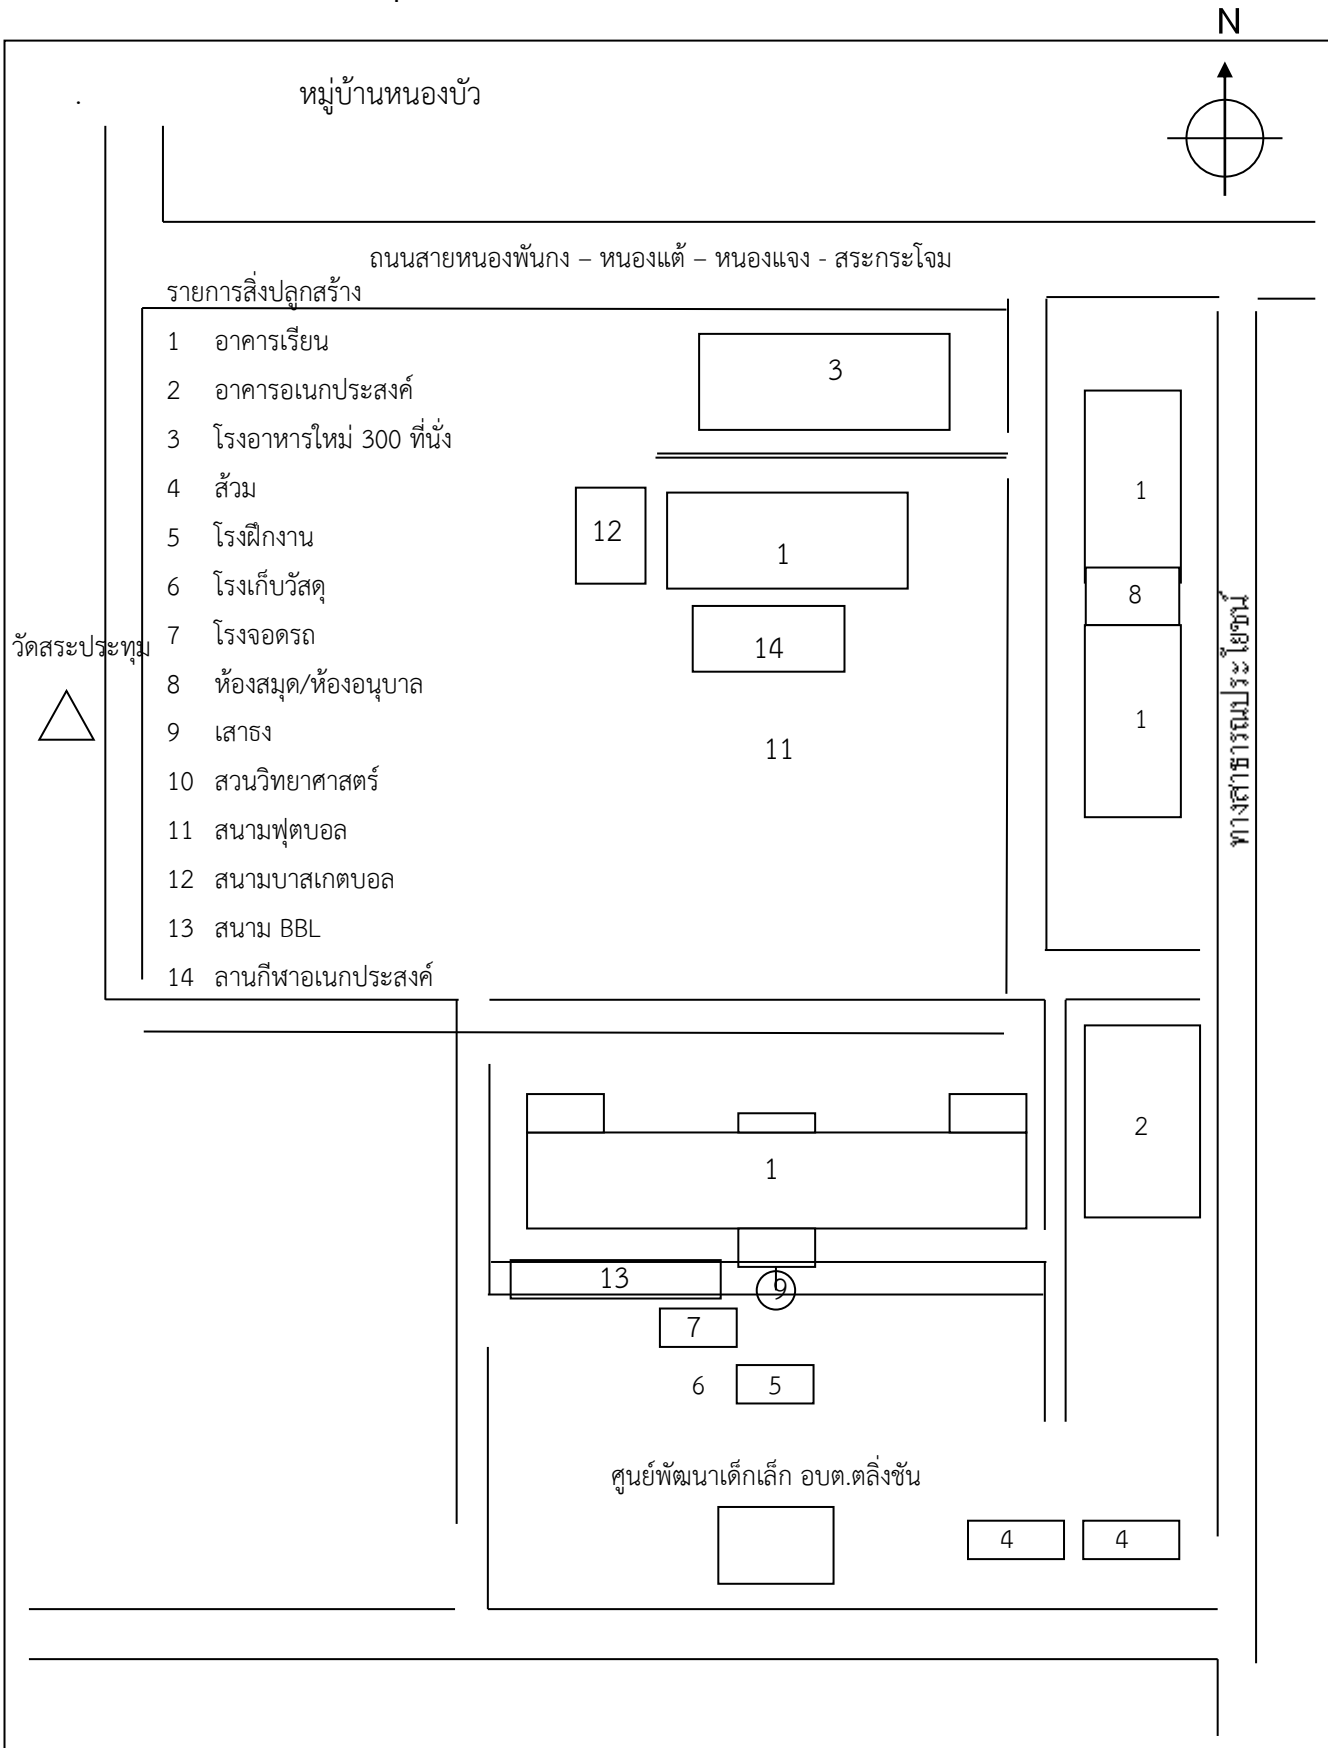 N
หมู่บ้านหนองบัว
ถนนสายหนองพันกง – หนองแต้ – หนองแจง - สระกระโจม
รายการสิ่งปลูกสร้าง
1 อาคารเรียน
2 อาคารอเนกประสงค์
3 โรงอาหารใหม่ 300 ที่นั่ง
4 ส้วม
5 โรงฝึกงาน
6 โรงเก็บวัสดุ
7 โรงจอดรถ
8 ห้องสมุด/ห้องอนุบาล
9 เสาธง
10 สวนวิทยาศาสตร์
11 สนามฟุตบอล
12 สนามบาสเกตบอล
13 สนาม BBL
14 ลานกีฬาอเนกประสงค์
วัดสระประทุม
3
12
1
14
11
1
8
1
ทางสาธารณประโยชน์
2
1
13
9
7
6
5
ศูนย์พัฒนาเด็กเล็ก อบต.ตลิ่งชัน
4
4